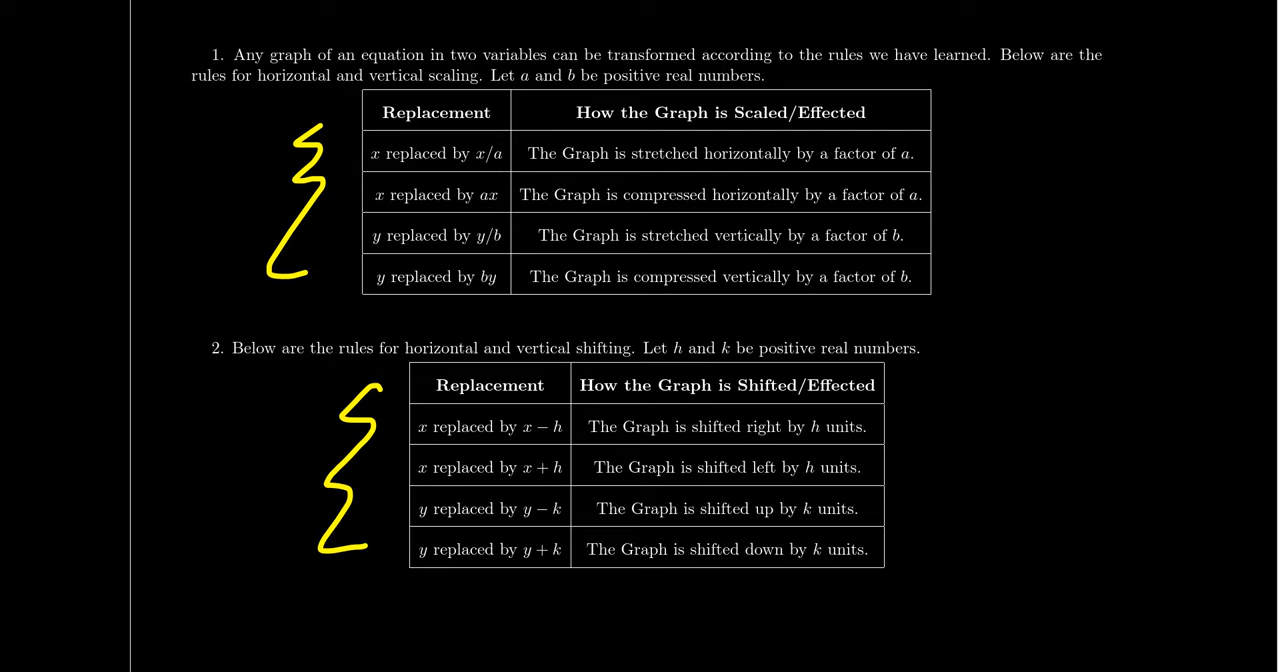 1. Any graph of an equation in two variables can be transformed according to the rules we have learned. Below are the
rules for horizontal and vertical scaling. Let a and b be positive real numbers.
Replacement How the Graph is Scaled/Effected
x replaced by x/a The Graph is stretched horizontally by a factor of a.
x replaced by ax The Graph is compressed horizontally by a factor of a.
y replaced by y/b The Graph is stretched vertically by a factor of b.
y replaced by by The Graph is compressed vertically by a factor of b.
2. Below are the rules for horizontal and vertical shifting. Let h and k be positive real numbers.
Replacement How the Graph is Shifted/Effected
x replaced by x − h The Graph is shifted right by h units.
x replaced by x + h The Graph is shifted left by h units.
y replaced by y − k The Graph is shifted up by k units.
y replaced by y + k The Graph is shifted down by k units.